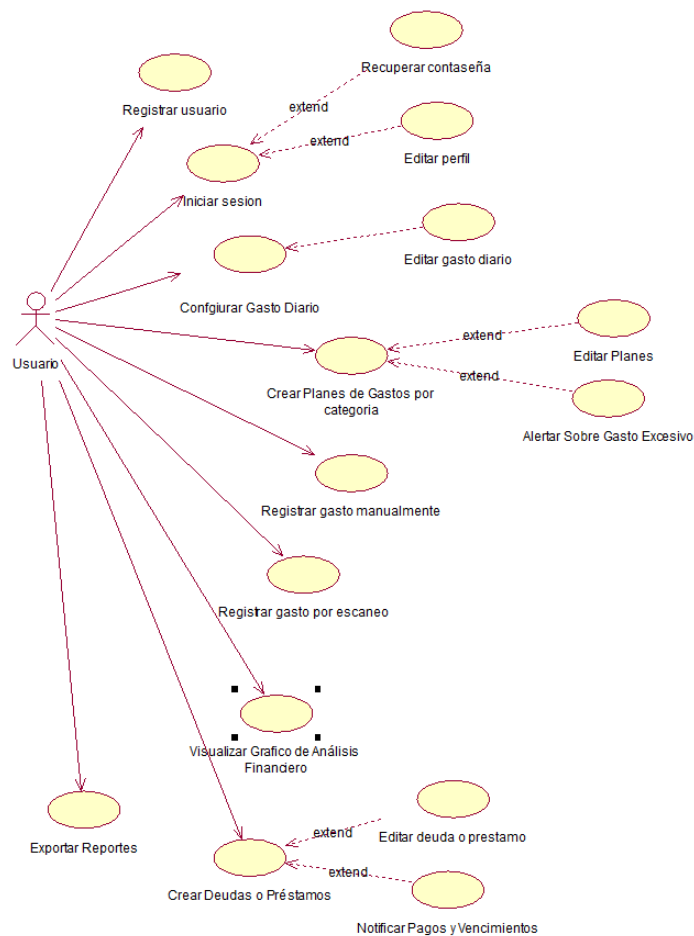 Recuperar contaseña
Registrar usuario
extend
extend
Editar perfil
Iniciar sesion
Editar gasto diario
Confgiurar Gasto Diario
extend
Editar Planes
Usuario
extend
Crear Planes de Gastos por
categoria
Alertar Sobre Gasto Excesivo
Registrar gasto manualmente
Registrar gasto por escaneo
Visualizar Grafico de Análisis
Financiero
Exportar Reportes
extend
Editar deuda o prestamo
extend
Crear Deudas o Préstamos
Notificar Pagos y Vencimientos